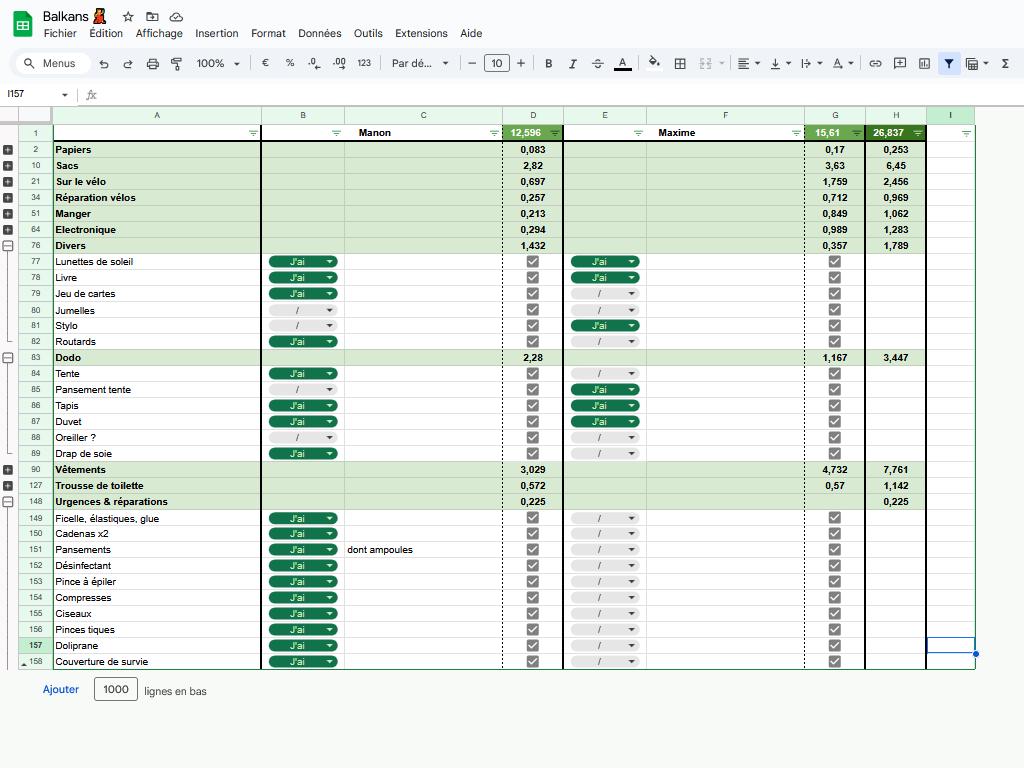 Balkans
Fichier Édition Affichage Insertion Format Données Outils Extensions Aide
Menus 100% € % .0 .00 123 Par dé... − 10 + B I S A Σ
I157 fx
A B C D E F G H I
1 Manon 12,596 Maxime 15,61 26,837
2 Papiers 0,083 0,17 0,253
10 Sacs 2,82 3,63 6,45
21 Sur le vélo 0,697 1,759 2,456
34 Réparation vélos 0,257 0,712 0,969
51 Manger 0,213 0,849 1,062
64 Electronique 0,294 0,989 1,283
76 Divers 1,432 0,357 1,789
77 Lunettes de soleil J'ai J'ai
78 Livre J'ai J'ai
79 Jeu de cartes J'ai /
80 Jumelles / /
81 Stylo / J'ai
82 Routards J'ai /
83 Dodo 2,28 1,167 3,447
84 Tente J'ai /
85 Pansement tente / J'ai
86 Tapis J'ai J'ai
87 Duvet J'ai J'ai
88 Oreiller ? / /
89 Drap de soie J'ai /
90 Vêtements 3,029 4,732 7,761
127 Trousse de toilette 0,572 0,57 1,142
148 Urgences & réparations 0,225 0,225
149 Ficelle, élastiques, glue J'ai /
150 Cadenas x2 J'ai /
151 Pansements J'ai dont ampoules /
152 Désinfectant J'ai /
153 Pince à épiler J'ai /
154 Compresses J'ai /
155 Ciseaux J'ai /
156 Pinces tiques J'ai /
157 Doliprane J'ai /
158 Couverture de survie J'ai /
Ajouter 1000 lignes en bas